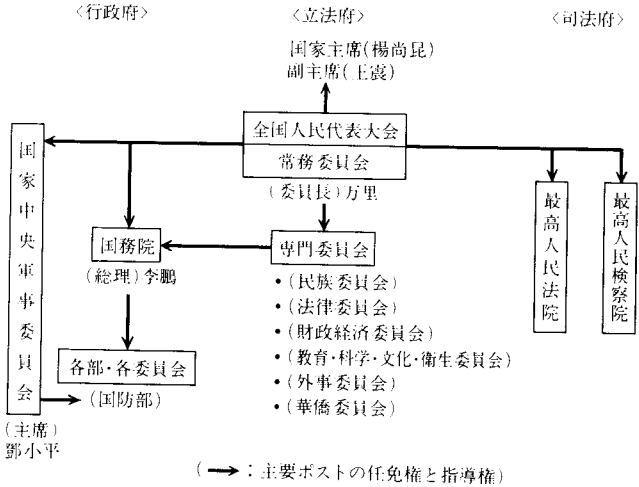 〈行政府〉
〈立法府〉
〈司法府〉
国家主席(楊尚昆)
副主席(王震)
全国人民代表大会
常務委員会
(委員長)万里
国家中央軍事委員会
(主席)
鄧小平
国務院
(総理)李鵬
各部・各委員会
(国防部)
専門委員会
・(民族委員会)
・(法律委員会)
・(財政経済委員会)
・(教育・科学・文化・衛生委員会)
・(外事委員会)
・(華僑委員会)
最高人民法院
最高人民検察院
(→：主要ポストの任免権と指導権)